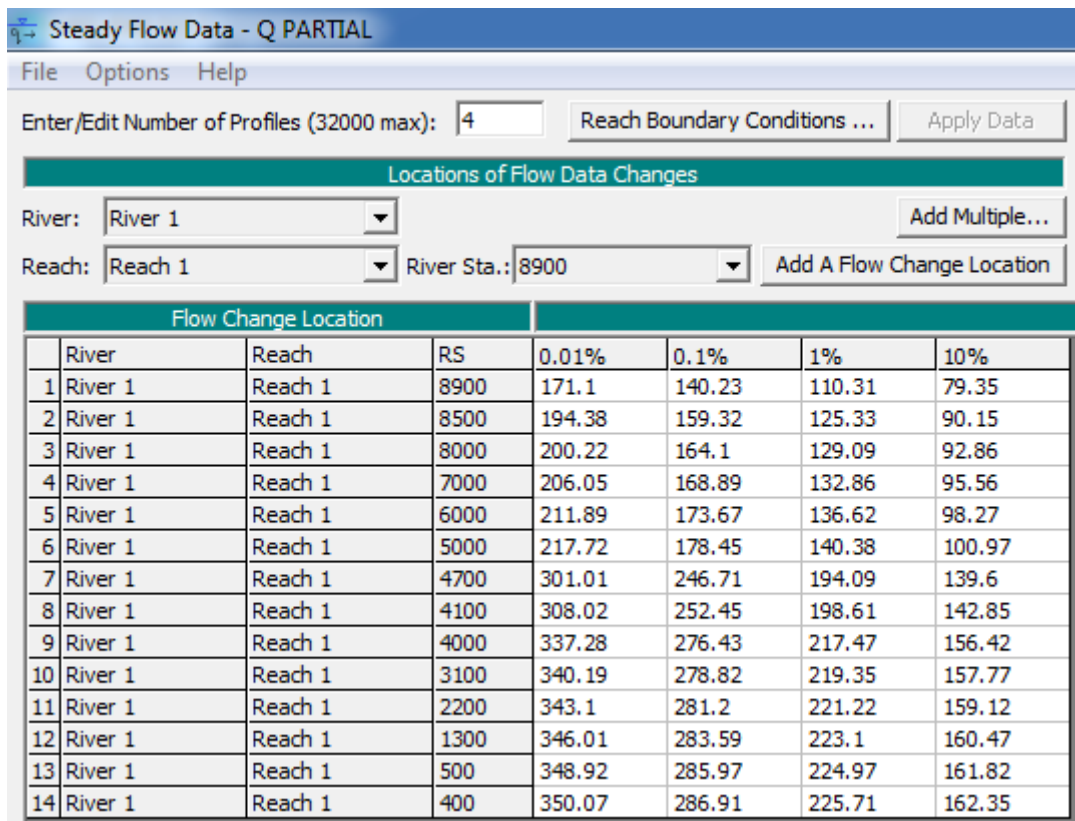 Steady Flow Data - Q PARTIAL
File Options Help
Enter/Edit Number of Profiles (32000 max): 4 Reach Boundary Conditions ... Apply Data
Locations of Flow Data Changes
River: River 1 Add Multiple...
Reach: Reach 1 River Sta.: 8900 Add A Flow Change Location
Flow Change Location
River Reach RS 0.01% 0.1% 1% 10%
1 River 1 Reach 1 8900 171.1 140.23 110.31 79.35
2 River 1 Reach 1 8500 194.38 159.32 125.33 90.15
3 River 1 Reach 1 8000 200.22 164.1 129.09 92.86
4 River 1 Reach 1 7000 206.05 168.89 132.86 95.56
5 River 1 Reach 1 6000 211.89 173.67 136.62 98.27
6 River 1 Reach 1 5000 217.72 178.45 140.38 100.97
7 River 1 Reach 1 4700 301.01 246.71 194.09 139.6
8 River 1 Reach 1 4100 308.02 252.45 198.61 142.85
9 River 1 Reach 1 4000 337.28 276.43 217.47 156.42
10 River 1 Reach 1 3100 340.19 278.82 219.35 157.77
11 River 1 Reach 1 2200 343.1 281.2 221.22 159.12
12 River 1 Reach 1 1300 346.01 283.59 223.1 160.47
13 River 1 Reach 1 500 348.92 285.97 224.97 161.82
14 River 1 Reach 1 400 350.07 286.91 225.71 162.35